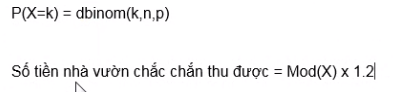 P(X=k) = dbinom(k,n,p)
Số tiền nhà vườn chắc chắn thu được = Mod(X) x 1.2